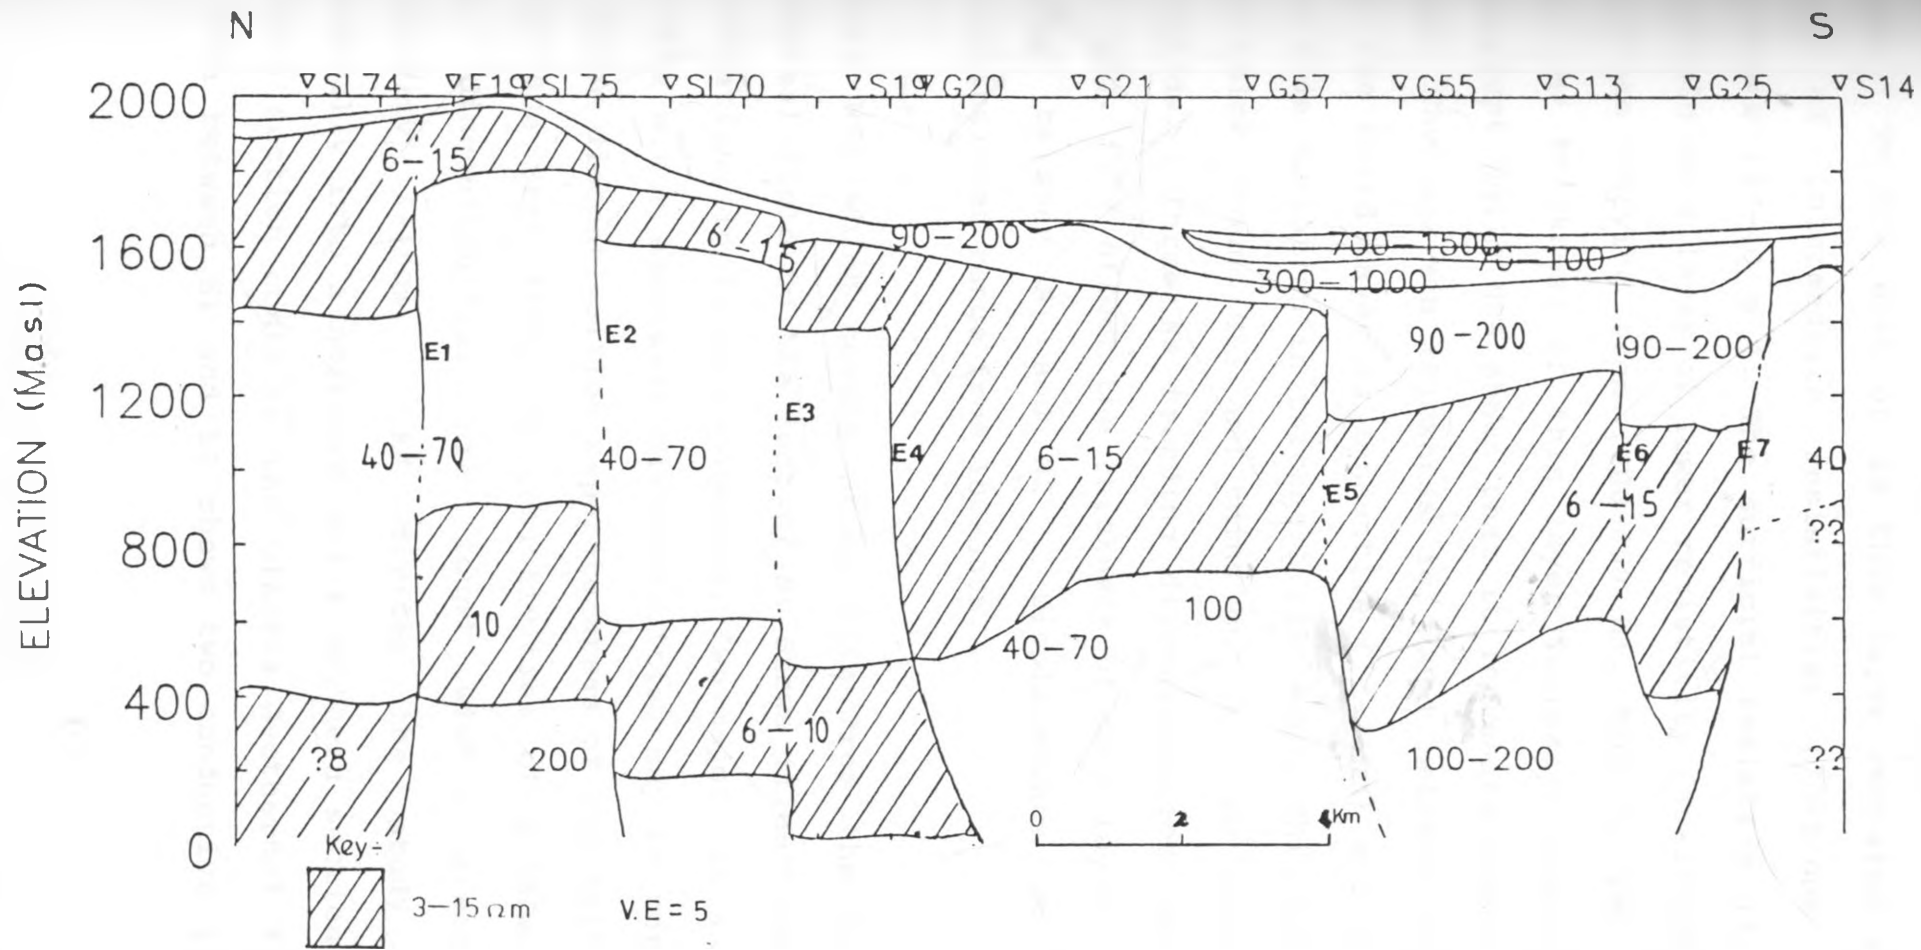 N S
▽SL74 ▽E19 ▽SL75 ▽SL70 ▽S19 ▽G20 ▽S21 ▽G57 ▽G55 ▽S13 ▽G25 ▽S14
2000
6-15
1600
6-15
90-200
700-1500
70-100
300-1000
E1
E2
90-200
90-200
1200
E3
40-70
40-70
E4
6-15
E5
E6
E7
40
6-15
??
800
10
100
40-70
400
?8
200
6-10
100-200
??
0
0 2 4 Km
ELEVATION (M.a.s.l)
Key:-
3-15 Ωm
V.E = 5